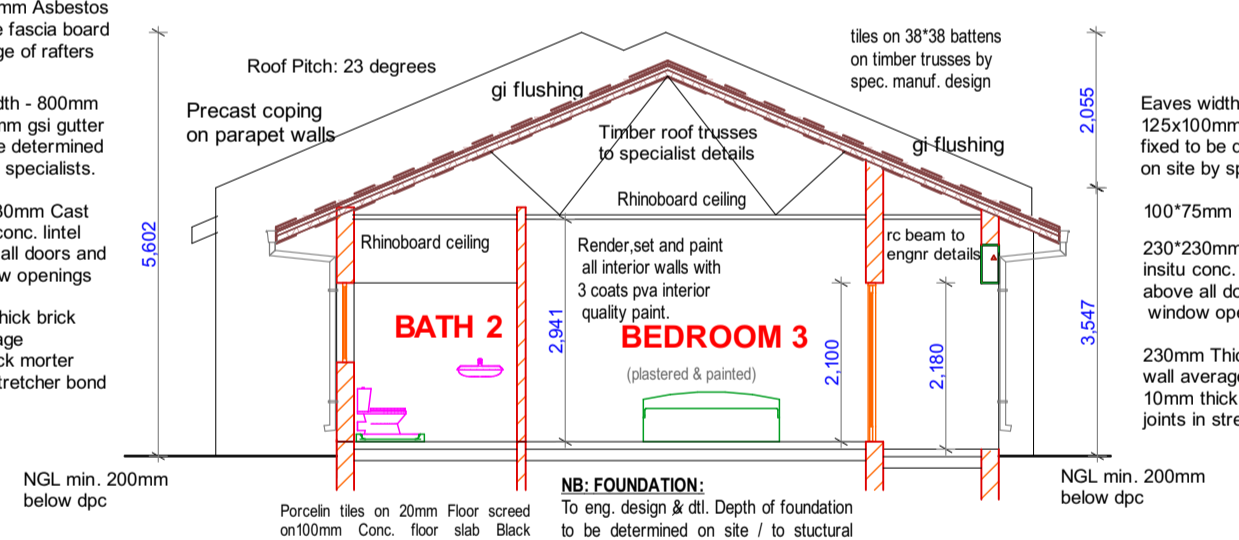 mm Asbestos
fascia board
ge of rafters
dth - 800mm
mm gsi gutter
e determined
specialists.
30mm Cast
conc. lintel
all doors and
w openings
hick brick
age
ck morter
tretcher bond
NGL min. 200mm
below dpc
5,602
Roof Pitch: 23 degrees
Precast coping
on parapet walls
gi flushing
Timber roof trusses
to specialist details
Rhinoboard ceiling
Rhinoboard ceiling
tiles on 38*38 battens
on timber trusses by
spec. manuf. design
gi flushing
rc beam to
engnr details
Render,set and paint
all interior walls with
3 coats pva interior
quality paint.
BATH 2
BEDROOM 3
(plastered & painted)
2,941
2,100
2,180
2,055
3,547
Porcelin tiles on 20mm Floor screed
on100mm Conc. floor slab Black
NB: FOUNDATION:
To eng. design & dtl. Depth of foundation
to be determined on site / to stuctural
Eaves width
125x100mm
fixed to be d
on site by sp
100*75mm
230*230mm
insitu conc.
above all do
window ope
230mm Thic
wall average
10mm thick
joints in stre
NGL min. 200mm
below dpc